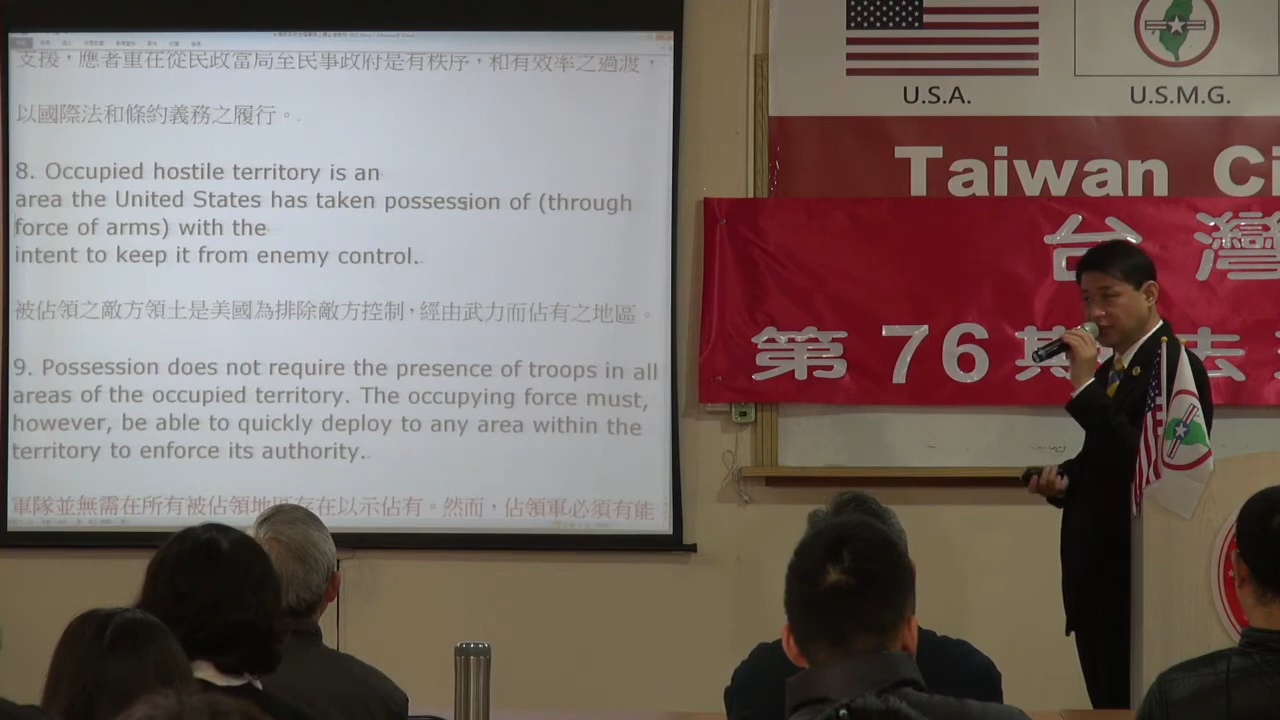 支援，應著重在從民政當局至民事政府是有秩序，和有效率之過渡，
以國際法和條約義務之履行。
8. Occupied hostile territory is an
area the United States has taken possession of (through
force of arms) with the
intent to keep it from enemy control.
被佔領之敵方領土是美國為排除敵方控制，經由武力而佔有之地區。
9. Possession does not require the presence of troops in all
areas of the occupied territory. The occupying force must,
however, be able to quickly deploy to any area within the
territory to enforce its authority.
軍隊並無需在所有被佔領地區存在以示佔有。然而，佔領軍必須有能
U.S.A.
U.S.M.G.
Taiwan Ci
台灣
第76期法